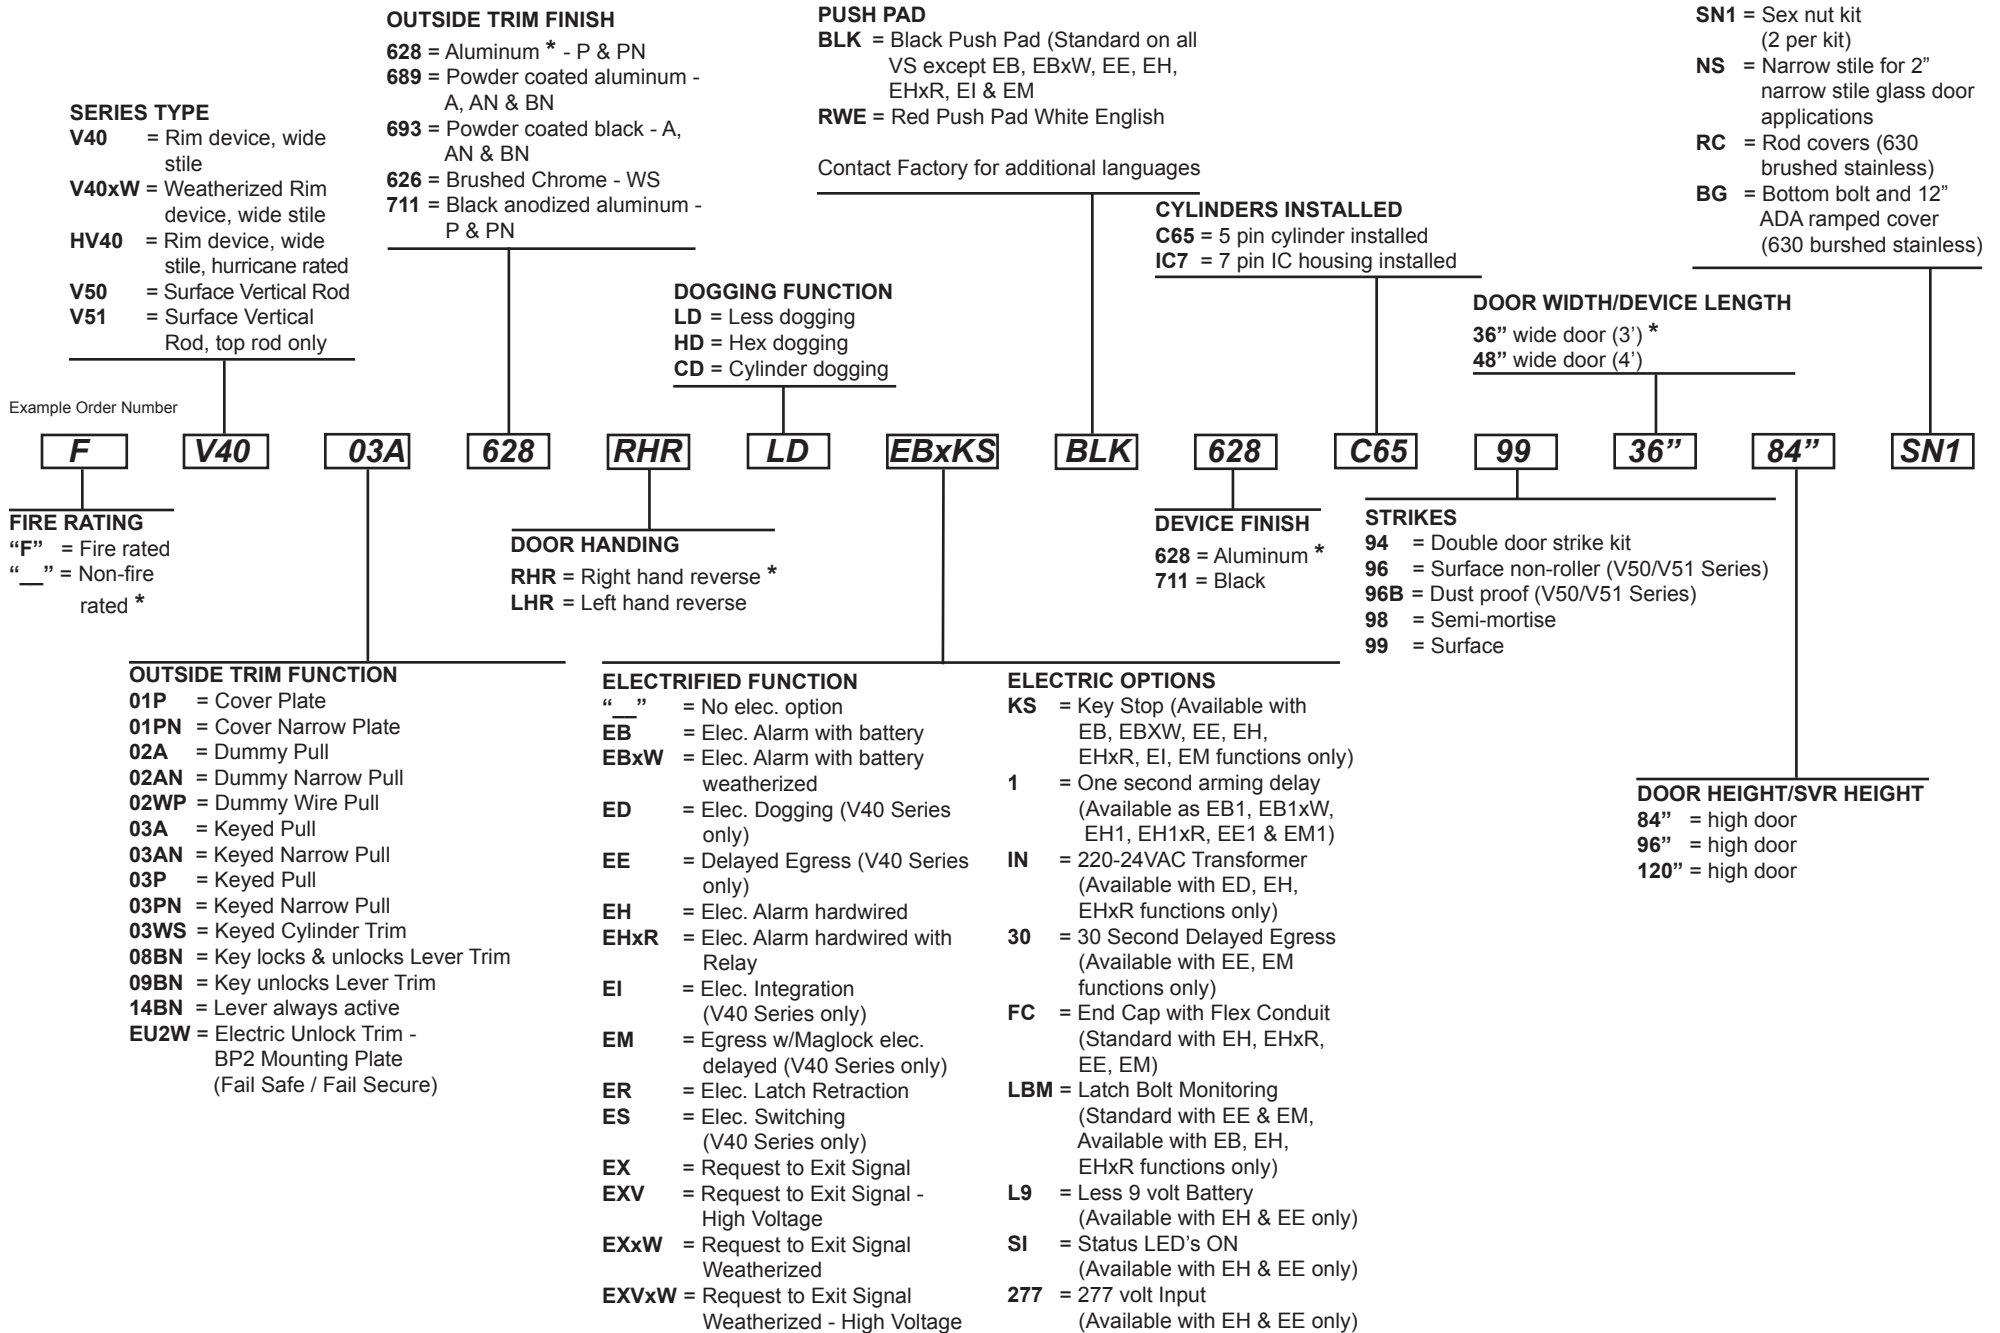 OUTSIDE TRIM FINISH
628 = Aluminum * - P & PN
689 = Powder coated aluminum -
A, AN & BN
693 = Powder coated black - A,
AN & BN
626 = Brushed Chrome - WS
711 = Black anodized aluminum -
P & PN
PUSH PAD
BLK = Black Push Pad (Standard on all
VS except EB, EBxW, EE, EH,
EHxR, EI & EM
RWE = Red Push Pad White English
Contact Factory for additional languages
SN1 = Sex nut kit
(2 per kit)
NS = Narrow stile for 2”
narrow stile glass door
applications
RC = Rod covers (630
brushed stainless)
BG = Bottom bolt and 12”
ADA ramped cover
(630 burshed stainless)
SERIES TYPE
V40 = Rim device, wide
stile
V40xW = Weatherized Rim
device, wide stile
HV40 = Rim device, wide
stile, hurricane rated
V50 = Surface Vertical Rod
V51 = Surface Vertical
Rod, top rod only
CYLINDERS INSTALLED
C65 = 5 pin cylinder installed
IC7 = 7 pin IC housing installed
DOGGING FUNCTION
LD = Less dogging
HD = Hex dogging
CD = Cylinder dogging
DOOR WIDTH/DEVICE LENGTH
36” wide door (3’) *
48” wide door (4’)
Example Order Number
F V40 03A 628 RHR LD EBxKS BLK 628 C65 99 36” 84” SN1
FIRE RATING
“F” = Fire rated
“__” = Non-fire
rated *
DOOR HANDING
RHR = Right hand reverse *
LHR = Left hand reverse
DEVICE FINISH
628 = Aluminum *
711 = Black
STRIKES
94 = Double door strike kit
96 = Surface non-roller (V50/V51 Series)
96B = Dust proof (V50/V51 Series)
98 = Semi-mortise
99 = Surface
OUTSIDE TRIM FUNCTION
01P = Cover Plate
01PN = Cover Narrow Plate
02A = Dummy Pull
02AN = Dummy Narrow Pull
02WP = Dummy Wire Pull
03A = Keyed Pull
03AN = Keyed Narrow Pull
03P = Keyed Pull
03PN = Keyed Narrow Pull
03WS = Keyed Cylinder Trim
08BN = Key locks & unlocks Lever Trim
09BN = Key unlocks Lever Trim
14BN = Lever always active
EU2W = Electric Unlock Trim -
BP2 Mounting Plate
(Fail Safe / Fail Secure)
ELECTRIFIED FUNCTION
“__” = No elec. option
EB = Elec. Alarm with battery
EBxW = Elec. Alarm with battery
weatherized
ED = Elec. Dogging (V40 Series
only)
EE = Delayed Egress (V40 Series
only)
EH = Elec. Alarm hardwired
EHxR = Elec. Alarm hardwired with
Relay
EI = Elec. Integration
(V40 Series only)
EM = Egress w/Maglock elec.
delayed (V40 Series only)
ER = Elec. Latch Retraction
ES = Elec. Switching
(V40 Series only)
EX = Request to Exit Signal
EXV = Request to Exit Signal -
High Voltage
EXxW = Request to Exit Signal
Weatherized
EXVxW = Request to Exit Signal
Weatherized - High Voltage
ELECTRIC OPTIONS
KS = Key Stop (Available with
EB, EBXW, EE, EH,
EHxR, EI, EM functions only)
1 = One second arming delay
(Available as EB1, EB1xW,
EH1, EH1xR, EE1 & EM1)
IN = 220-24VAC Transformer
(Available with ED, EH,
EHxR functions only)
30 = 30 Second Delayed Egress
(Available with EE, EM
functions only)
FC = End Cap with Flex Conduit
(Standard with EH, EHxR,
EE, EM)
LBM = Latch Bolt Monitoring
(Standard with EE & EM,
Available with EB, EH,
EHxR functions only)
L9 = Less 9 volt Battery
(Available with EH & EE only)
SI = Status LED's ON
(Available with EH & EE only)
277 = 277 volt Input
(Available with EH & EE only)
DOOR HEIGHT/SVR HEIGHT
84” = high door
96” = high door
120” = high door